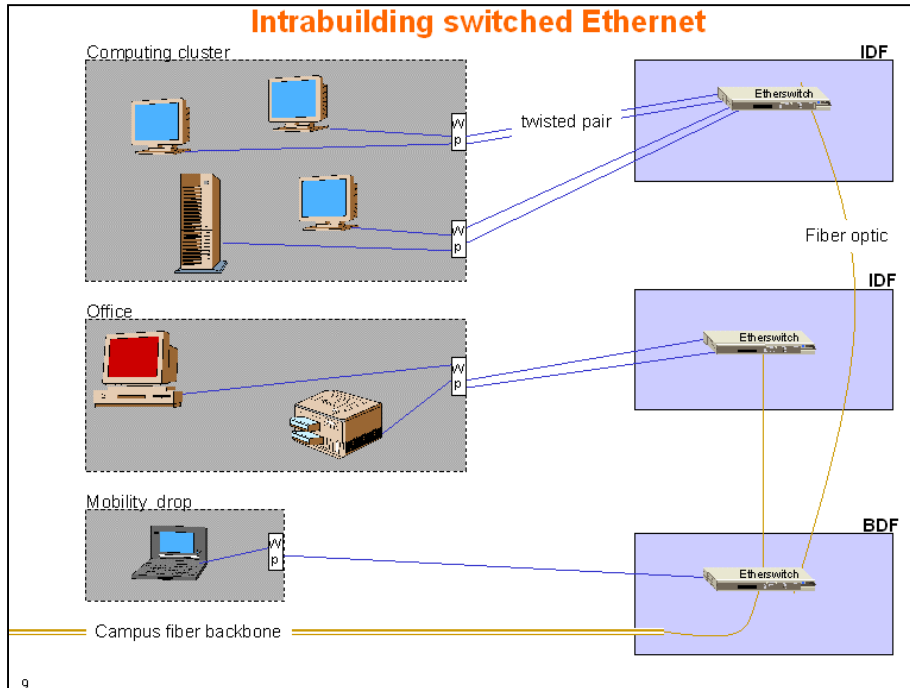 Intrabuilding switched Ethernet
Computing cluster
IDF
Etherswitch
W
p
twisted pair
W
p
Fiber optic
IDF
Office
Etherswitch
W
p
Mobility drop
BDF
W
p
Etherswitch
Campus fiber backbone
9